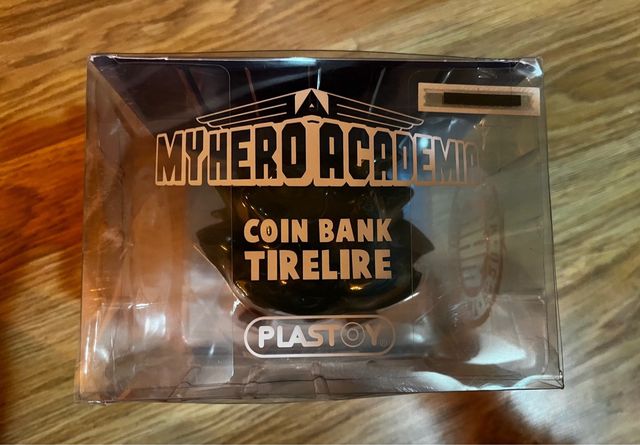 MY HERO ACADEMIA
COIN BANK
TIRELIRE
PLASTOY